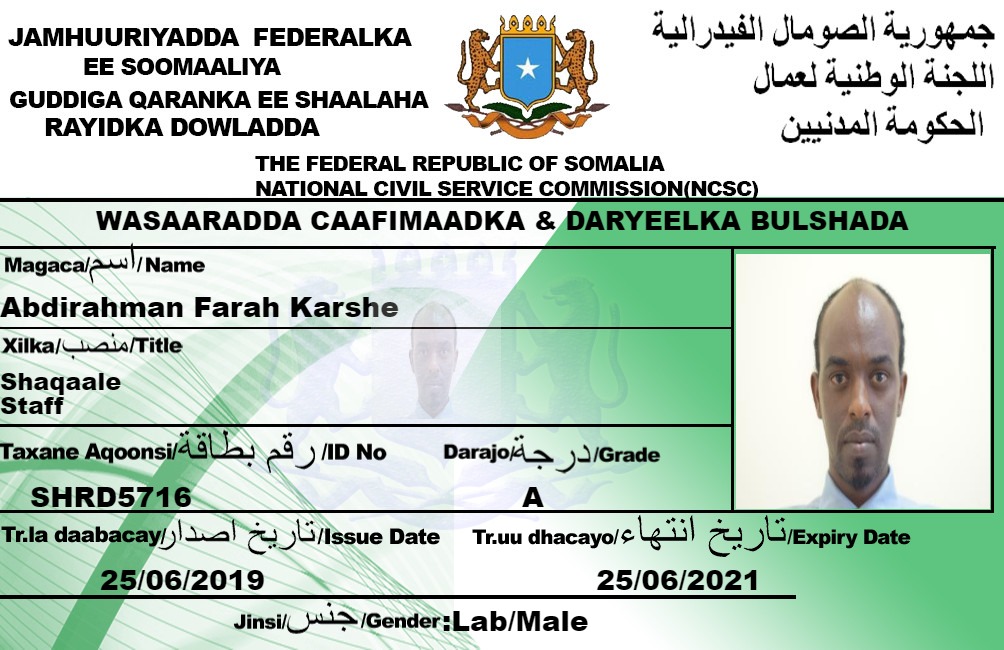 JAMHUURIYADDA FEDERALKA
EE SOOMAALIYA
GUDDIGA QARANKA EE SHAALAHA
RAYIDKA DOWLADDA
جمهورية الصومال الفيدرالية
اللجنة الوطنية لعمال
الحكومة المدنيين
THE FEDERAL REPUBLIC OF SOMALIA
NATIONAL CIVIL SERVICE COMMISSION(NCSC)
WASAARADDA CAAFIMAADKA & DARYEELKA BULSHADA
Magaca/اسم/Name
Abdirahman Farah Karshe
Xilka/منصب/Title
Shaqaale
Staff
Taxane Aqoonsi/رقم بطاقة/ID No
SHRD5716
Darajo/درجة/Grade
A
Tr.la daabacay/تاريخ اصدار/Issue Date
25/06/2019
Tr.uu dhacayo/تاريخ انتهاء/Expiry Date
25/06/2021
Jinsi/جنس/Gender:Lab/Male